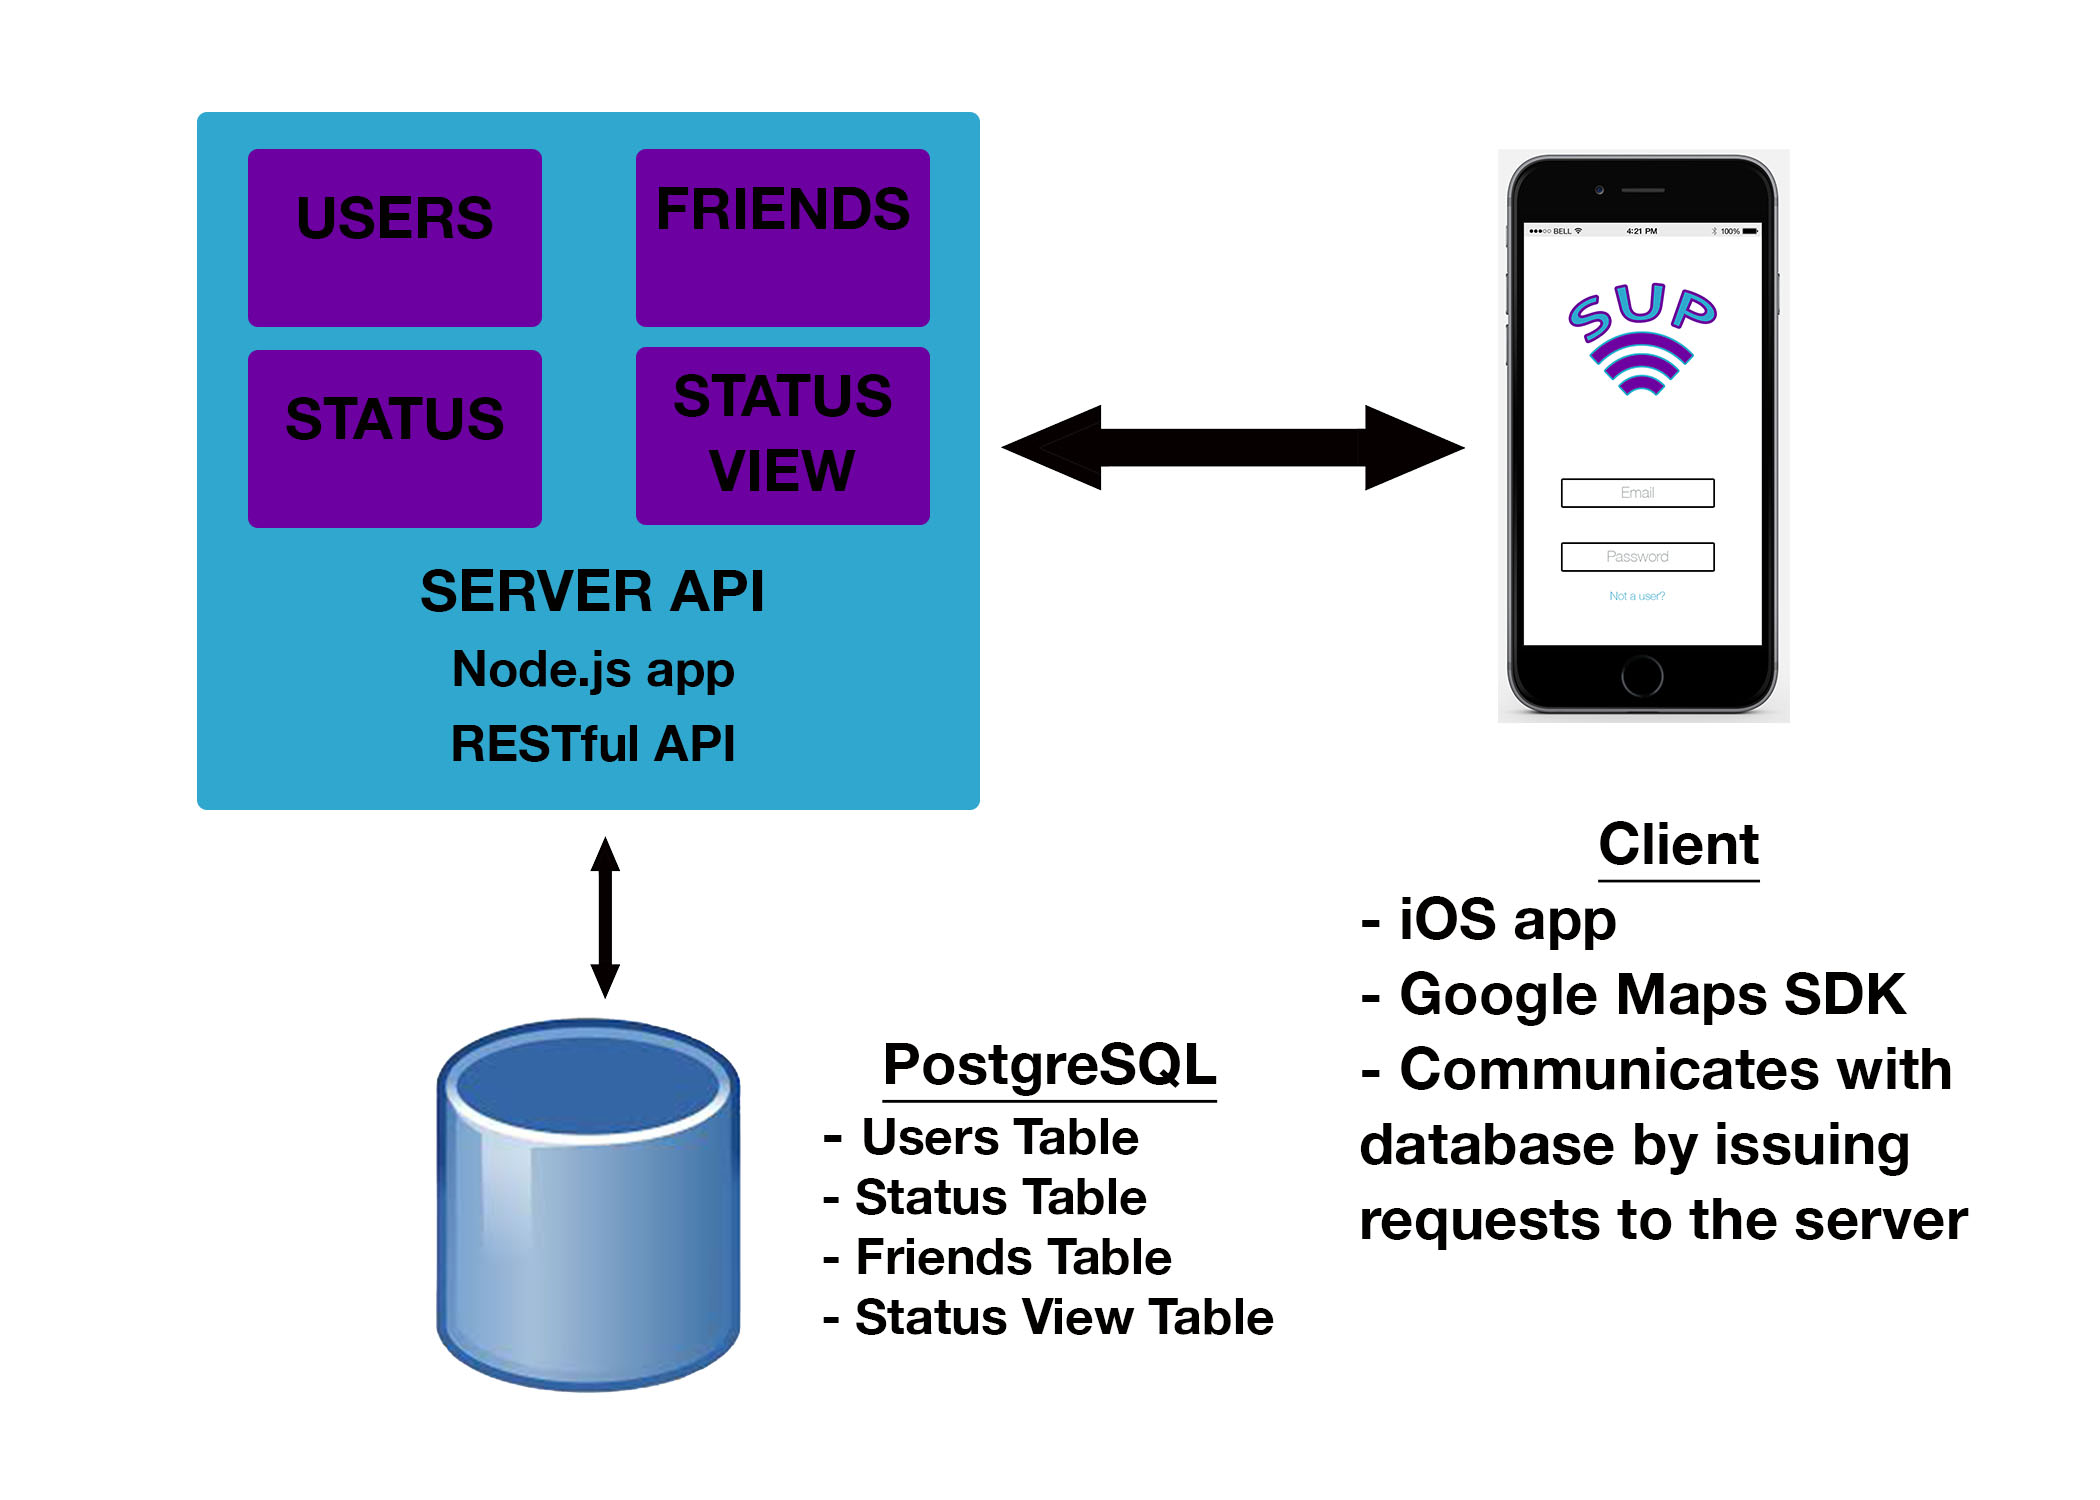 USERS
FRIENDS
STATUS
STATUS
VIEW
SERVER API
Node.js app
RESTful API
BELL
4:21 PM
100%
SUP
Email
Password
Not a user?
PostgreSQL
- Users Table
- Status Table
- Friends Table
- Status View Table
Client
- iOS app
- Google Maps SDK
- Communicates with
database by issuing
requests to the server